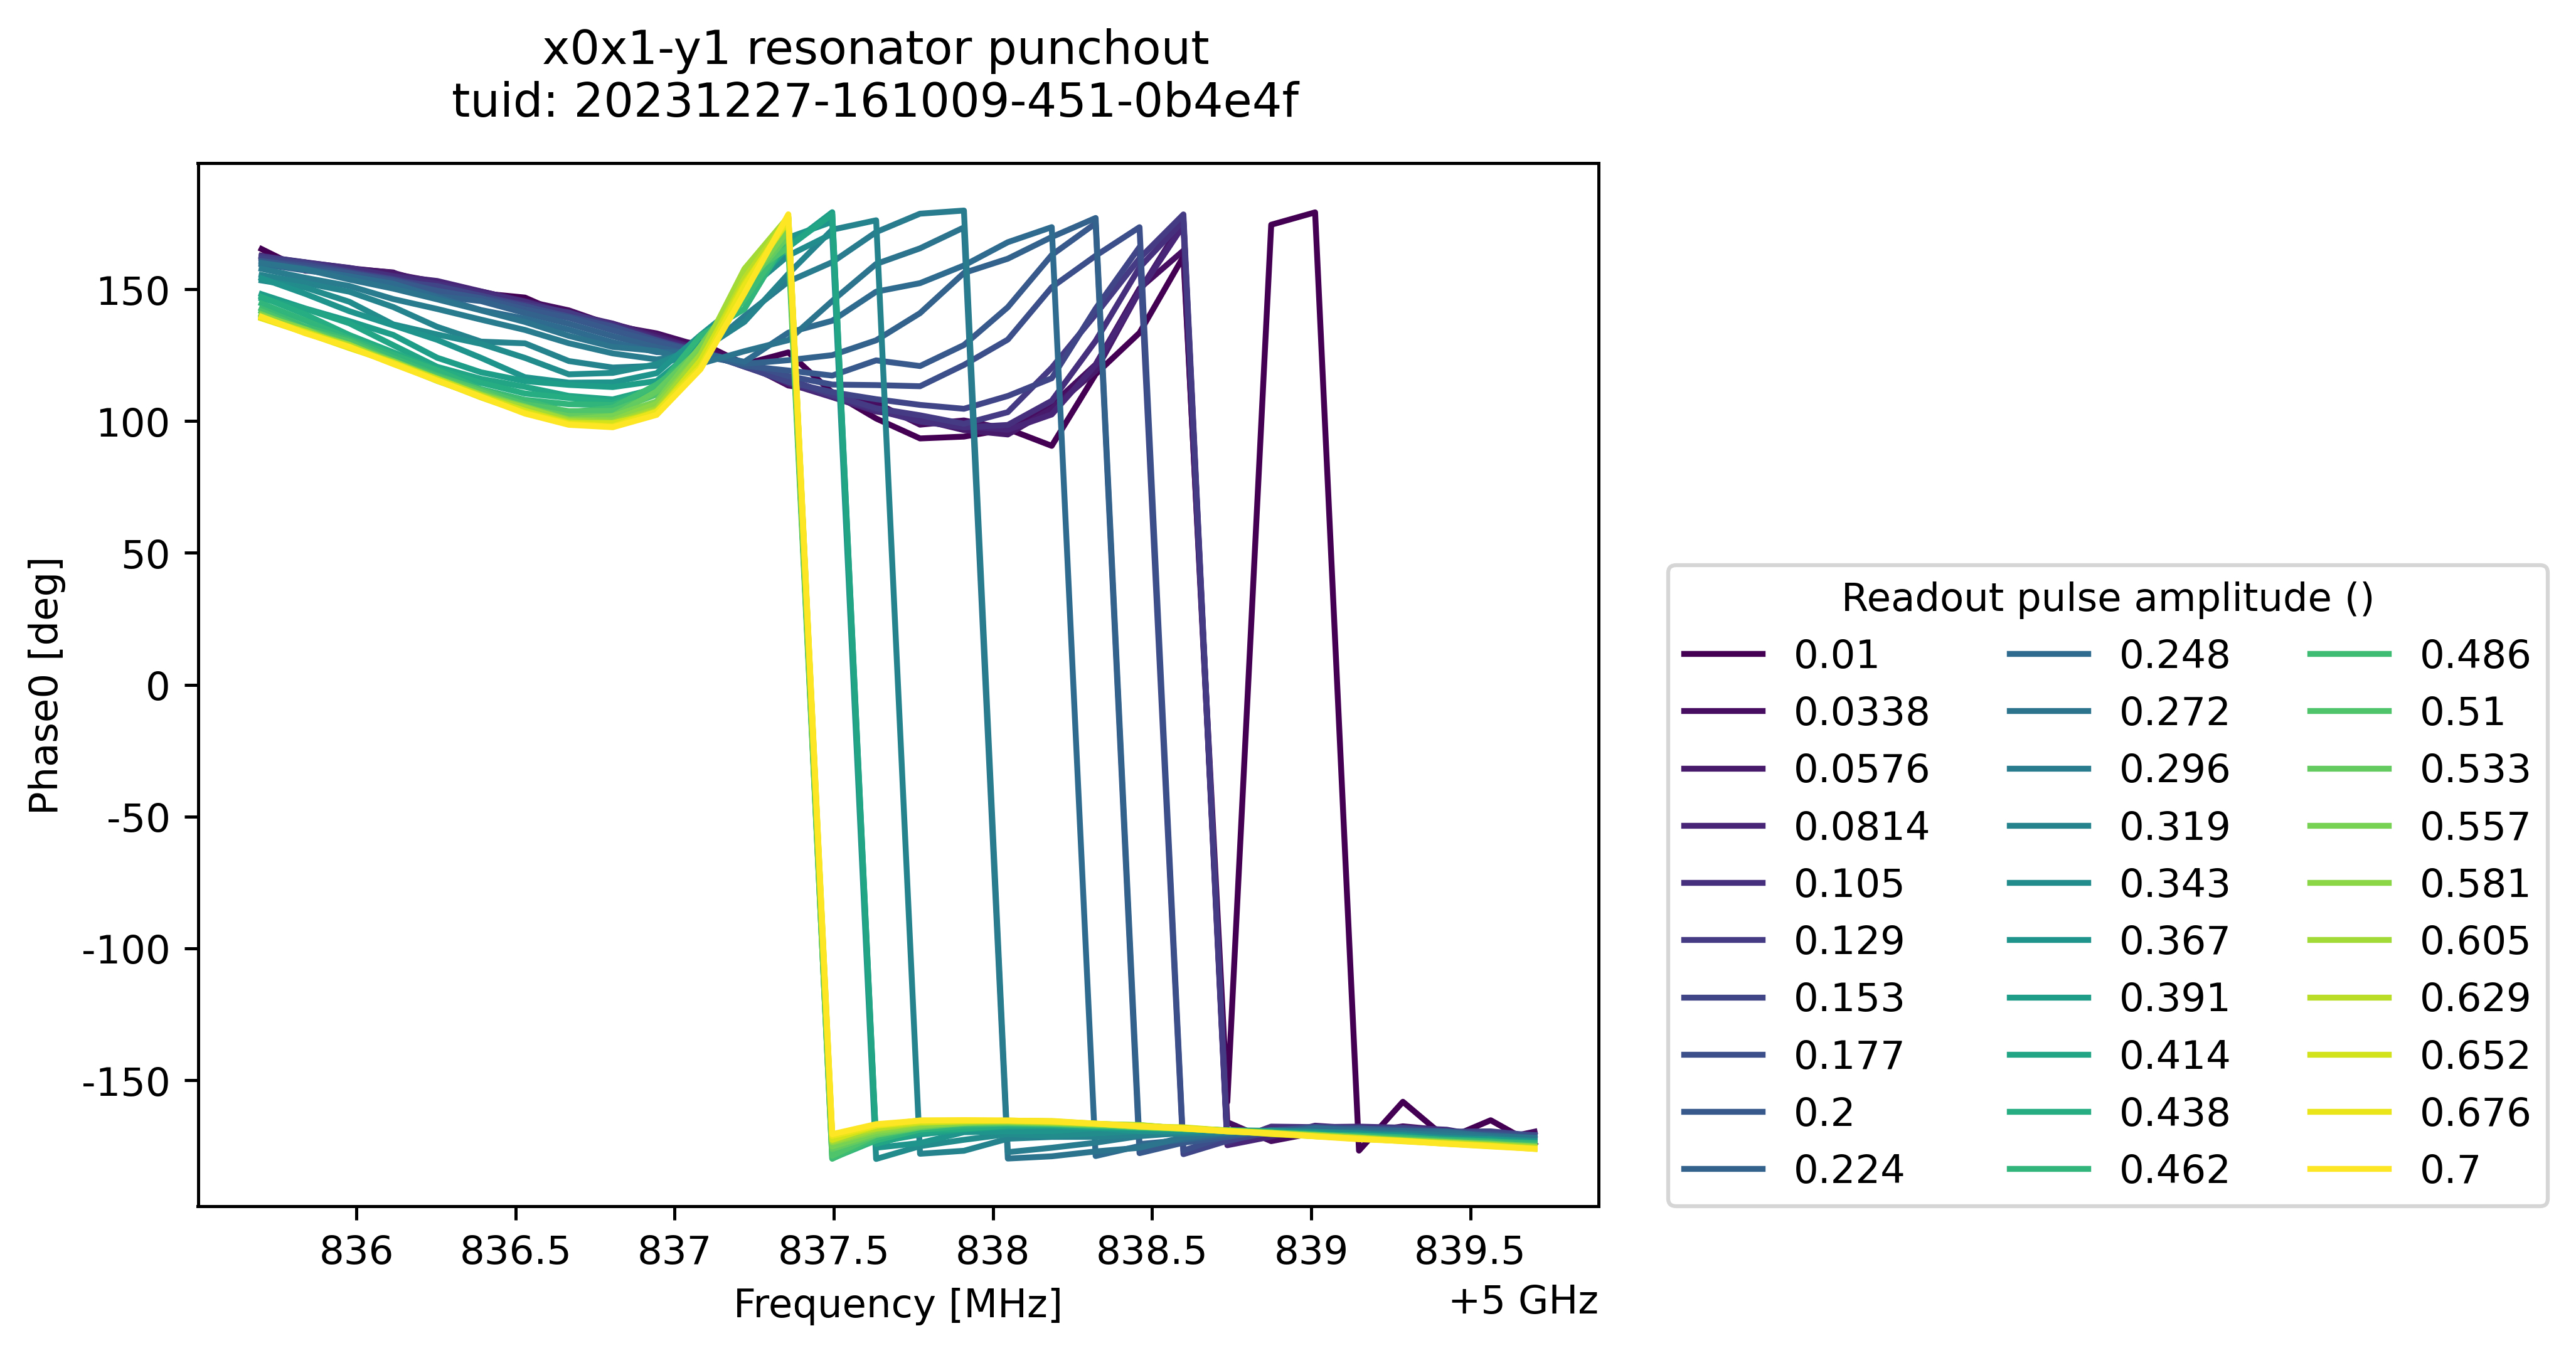 x0x1-y1 resonator punchout
tuid: 20231227-161009-451-0b4e4f
Phase0 [deg]
150
100
50
0
-50
-100
-150
836 836.5 837 837.5 838 838.5 839 839.5
Frequency [MHz]
+5 GHz
Readout pulse amplitude ()
0.01 0.248 0.486
0.0338 0.272 0.51
0.0576 0.296 0.533
0.0814 0.319 0.557
0.105 0.343 0.581
0.129 0.367 0.605
0.153 0.391 0.629
0.177 0.414 0.652
0.2 0.438 0.676
0.224 0.462 0.7